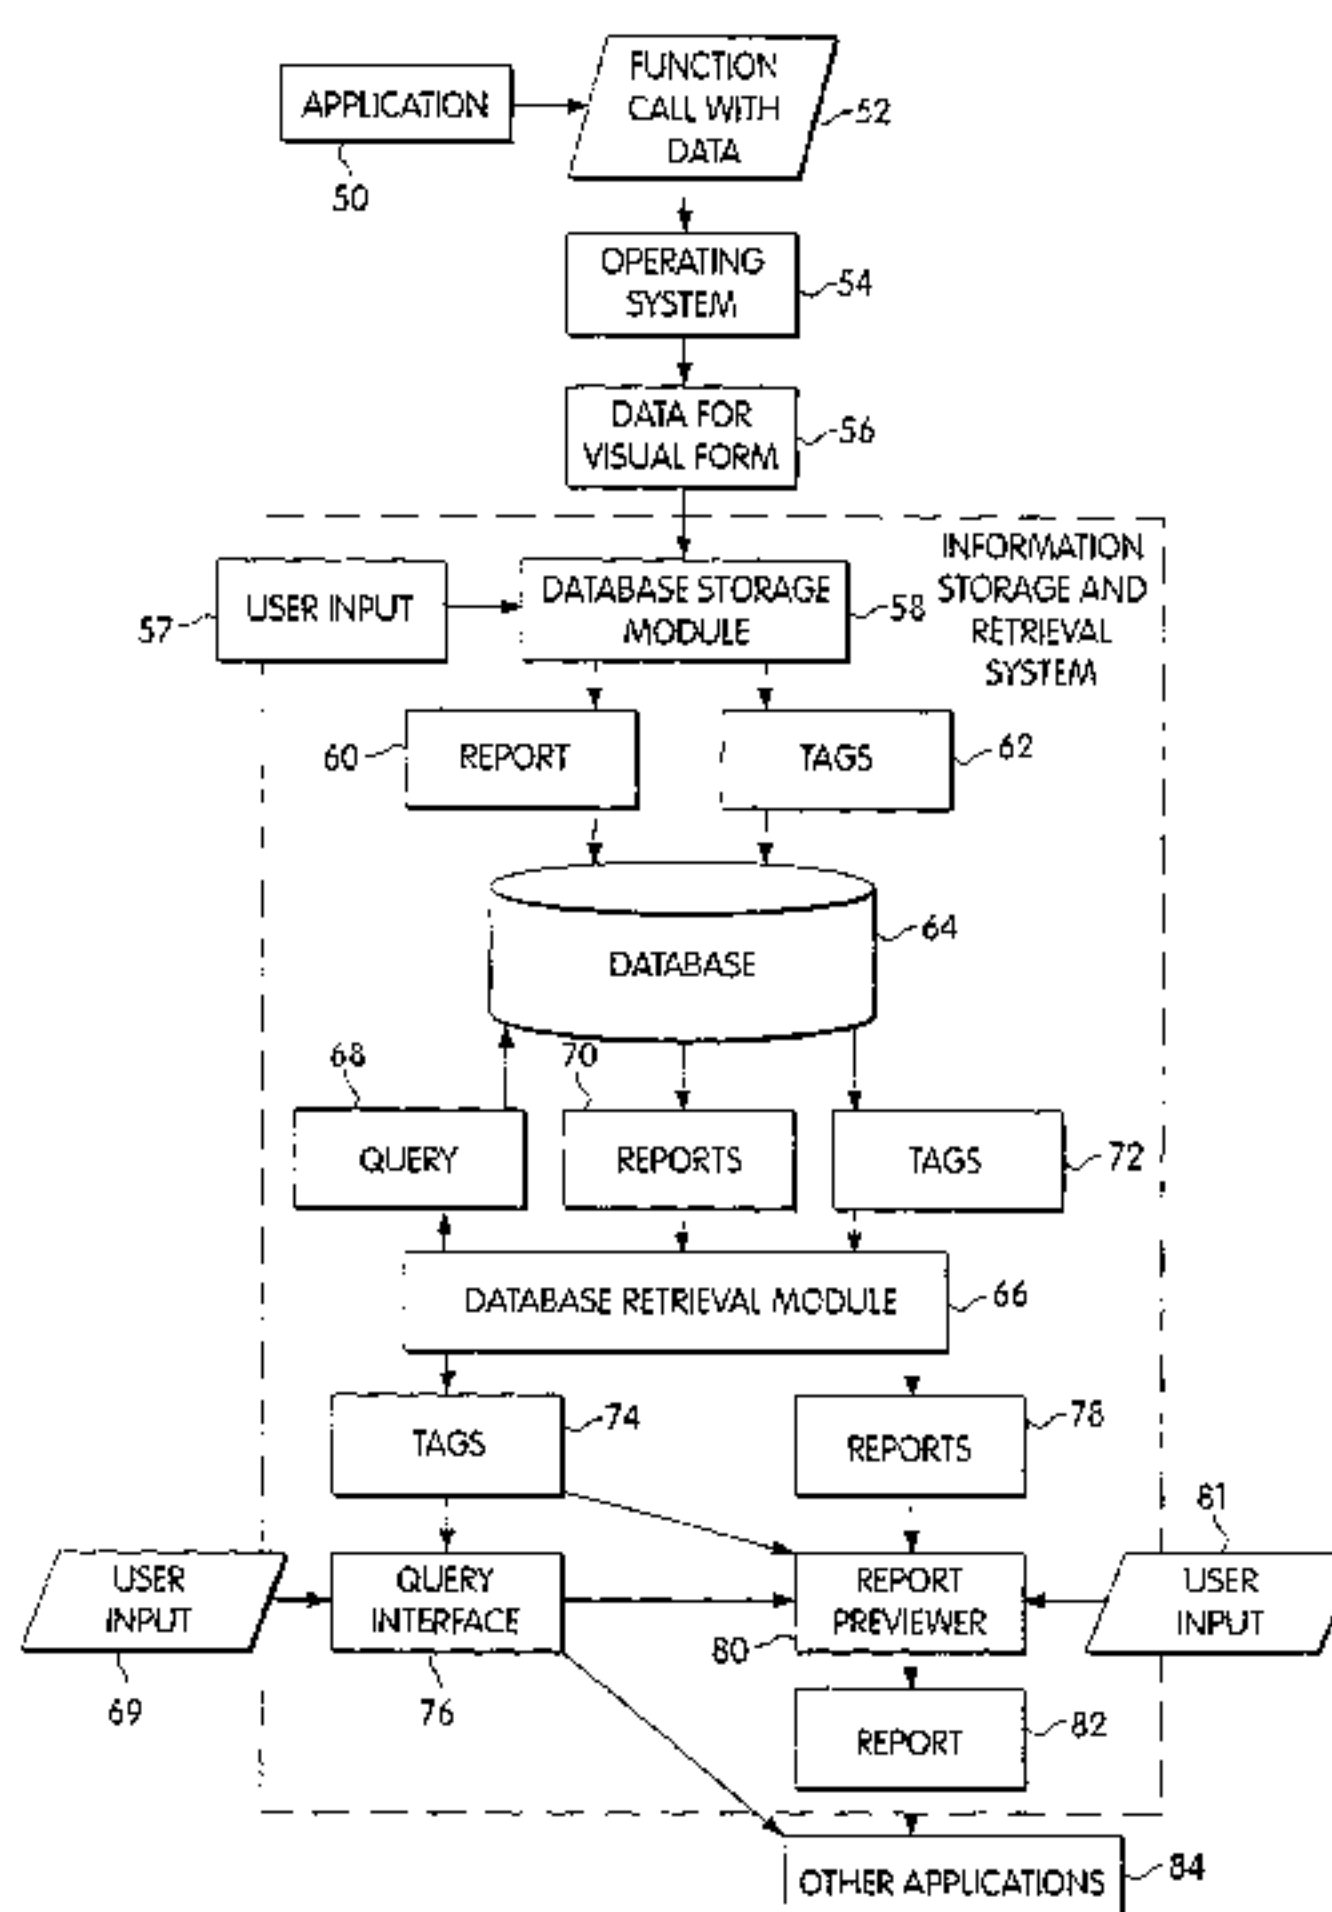 FUNCTION
CALL WITH
DATA
52
APPLICATION
50
OPERATING
SYSTEM
54
DATA FOR
VISUAL FORM
56
INFORMATION
STORAGE AND
RETRIEVAL
SYSTEM
57
USER INPUT
DATABASE STORAGE
MODULE
58
60
REPORT
TAGS
62
DATABASE
64
68
70
QUERY
REPORTS
TAGS
72
DATABASE RETRIEVAL MODULE
66
TAGS
74
REPORTS
78
81
USER
INPUT
69
QUERY
INTERFACE
76
REPORT
PREVIEWER
80
USER
INPUT
REPORT
82
OTHER APPLICATIONS
84